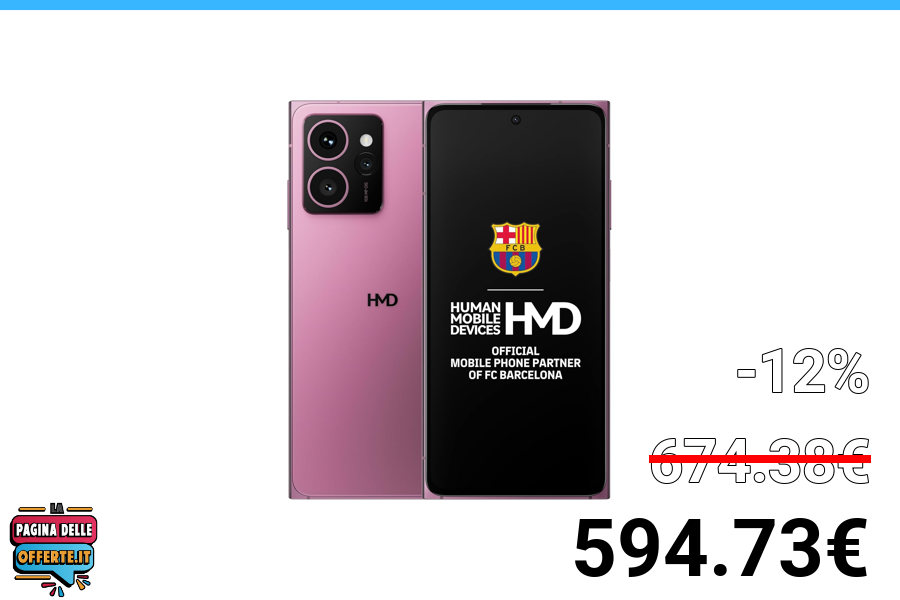 HMD
FCB
HUMAN
MOBILE
DEVICES
HMD
OFFICIAL
MOBILE PHONE PARTNER
OF FC BARCELONA
-12%
674.38€
594.73€
LA
PAGINA DELLE
OFFERTE.IT